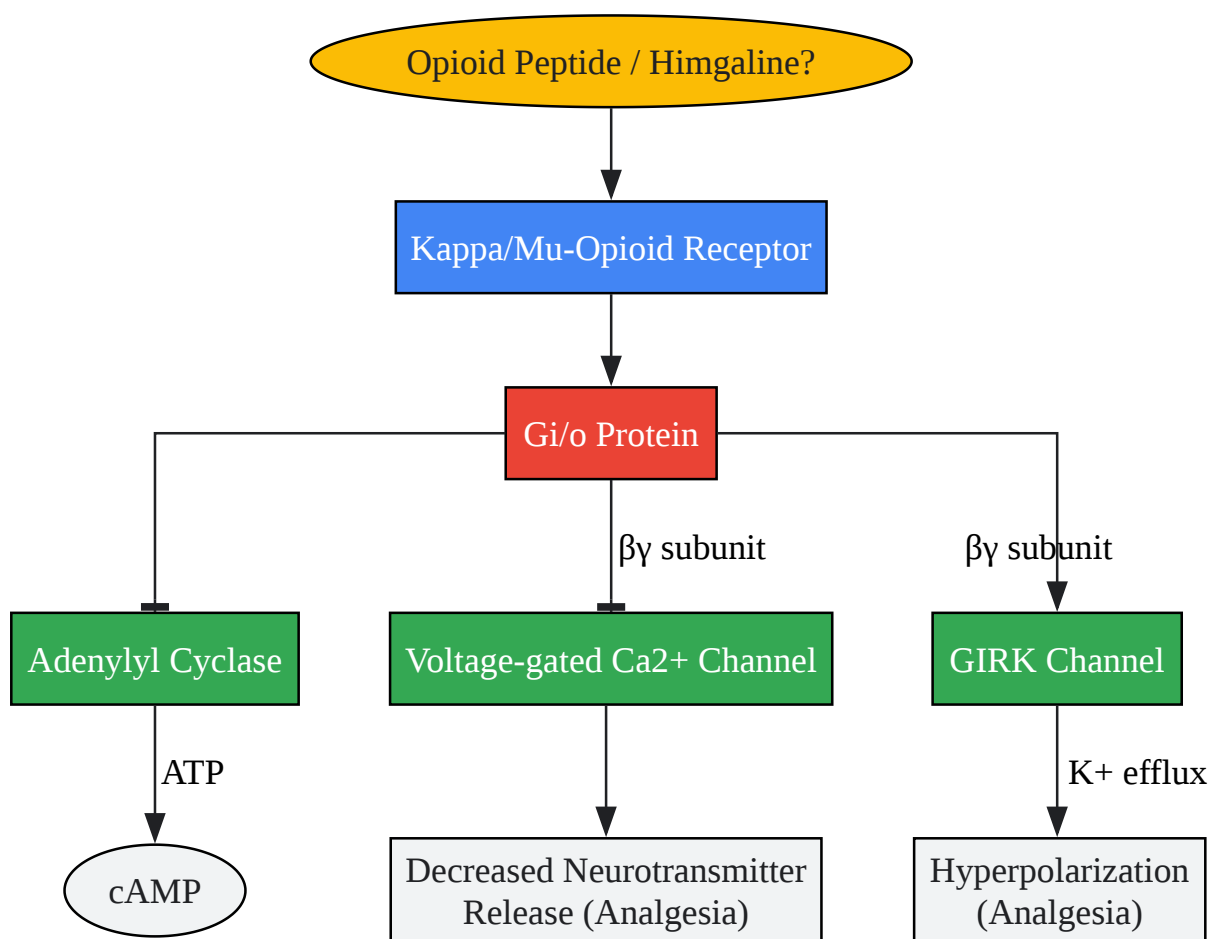 Opioid Peptide / Himgaline?
Kappa/Mu-Opioid Receptor
Gi/o Protein
βγ subunit
βγ subunit
Adenylyl Cyclase
Voltage-gated Ca2+ Channel
GIRK Channel
ATP
K+ efflux
cAMP
Decreased Neurotransmitter
Release (Analgesia)
Hyperpolarization
(Analgesia)